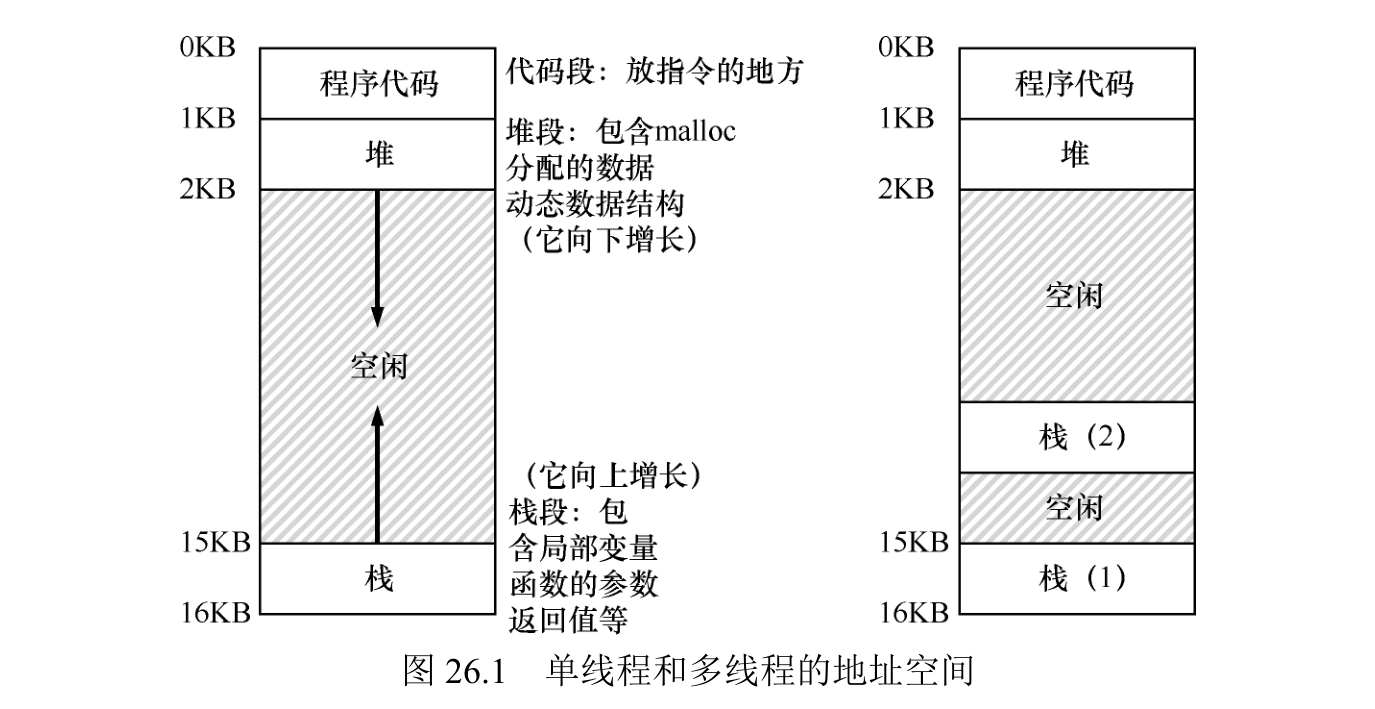 0KB
程序代码
代码段：放指令的地方
1KB
堆
堆段：包含malloc
分配的数据
动态数据结构
（它向下增长）
2KB
空闲
（它向上增长）
栈段：包
含局部变量
函数的参数
返回值等
15KB
栈
16KB
0KB
程序代码
1KB
堆
2KB
空闲
栈（2）
空闲
15KB
栈（1）
16KB
图 26.1 单线程和多线程的地址空间